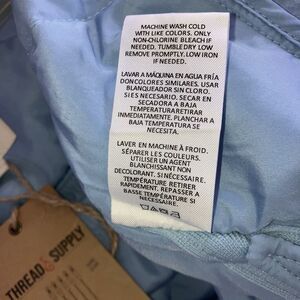 MACHINE WASH COLD
WITH LIKE COLORS. ONLY
NON-CHLORINE BLEACH IF
NEEDED. TUMBLE DRY LOW
REMOVE PROMPTLY. LOW IRON
IF NEEDED.
LAVAR A MÁQUINA EN AGUA FRÍA
CON COLORES SIMILARES. USAR
BLANQUEADOR SIN CLORO.
SI ES NECESARIO. SECAR EN
SECADORA A BAJA
TEMPERATURA RETIRAR
INMEDIATAMENTE. PLANCHAR A
BAJA TEMPERATURA SE
NECESITA.
LAVER EN MACHINE À FROID.
SÉPARER LES COULEURS.
UTILISER UN AGENT
BLANCHISSANT NON
DECOLORANT. SI NÉCESSAIRE.
TEMPÉRATURE RETIRER
RAPIDEMENT. REPASSER À
TEMPÉRATURE BASSE SI
NECESSAIRE.
THREAD & SUPPLY